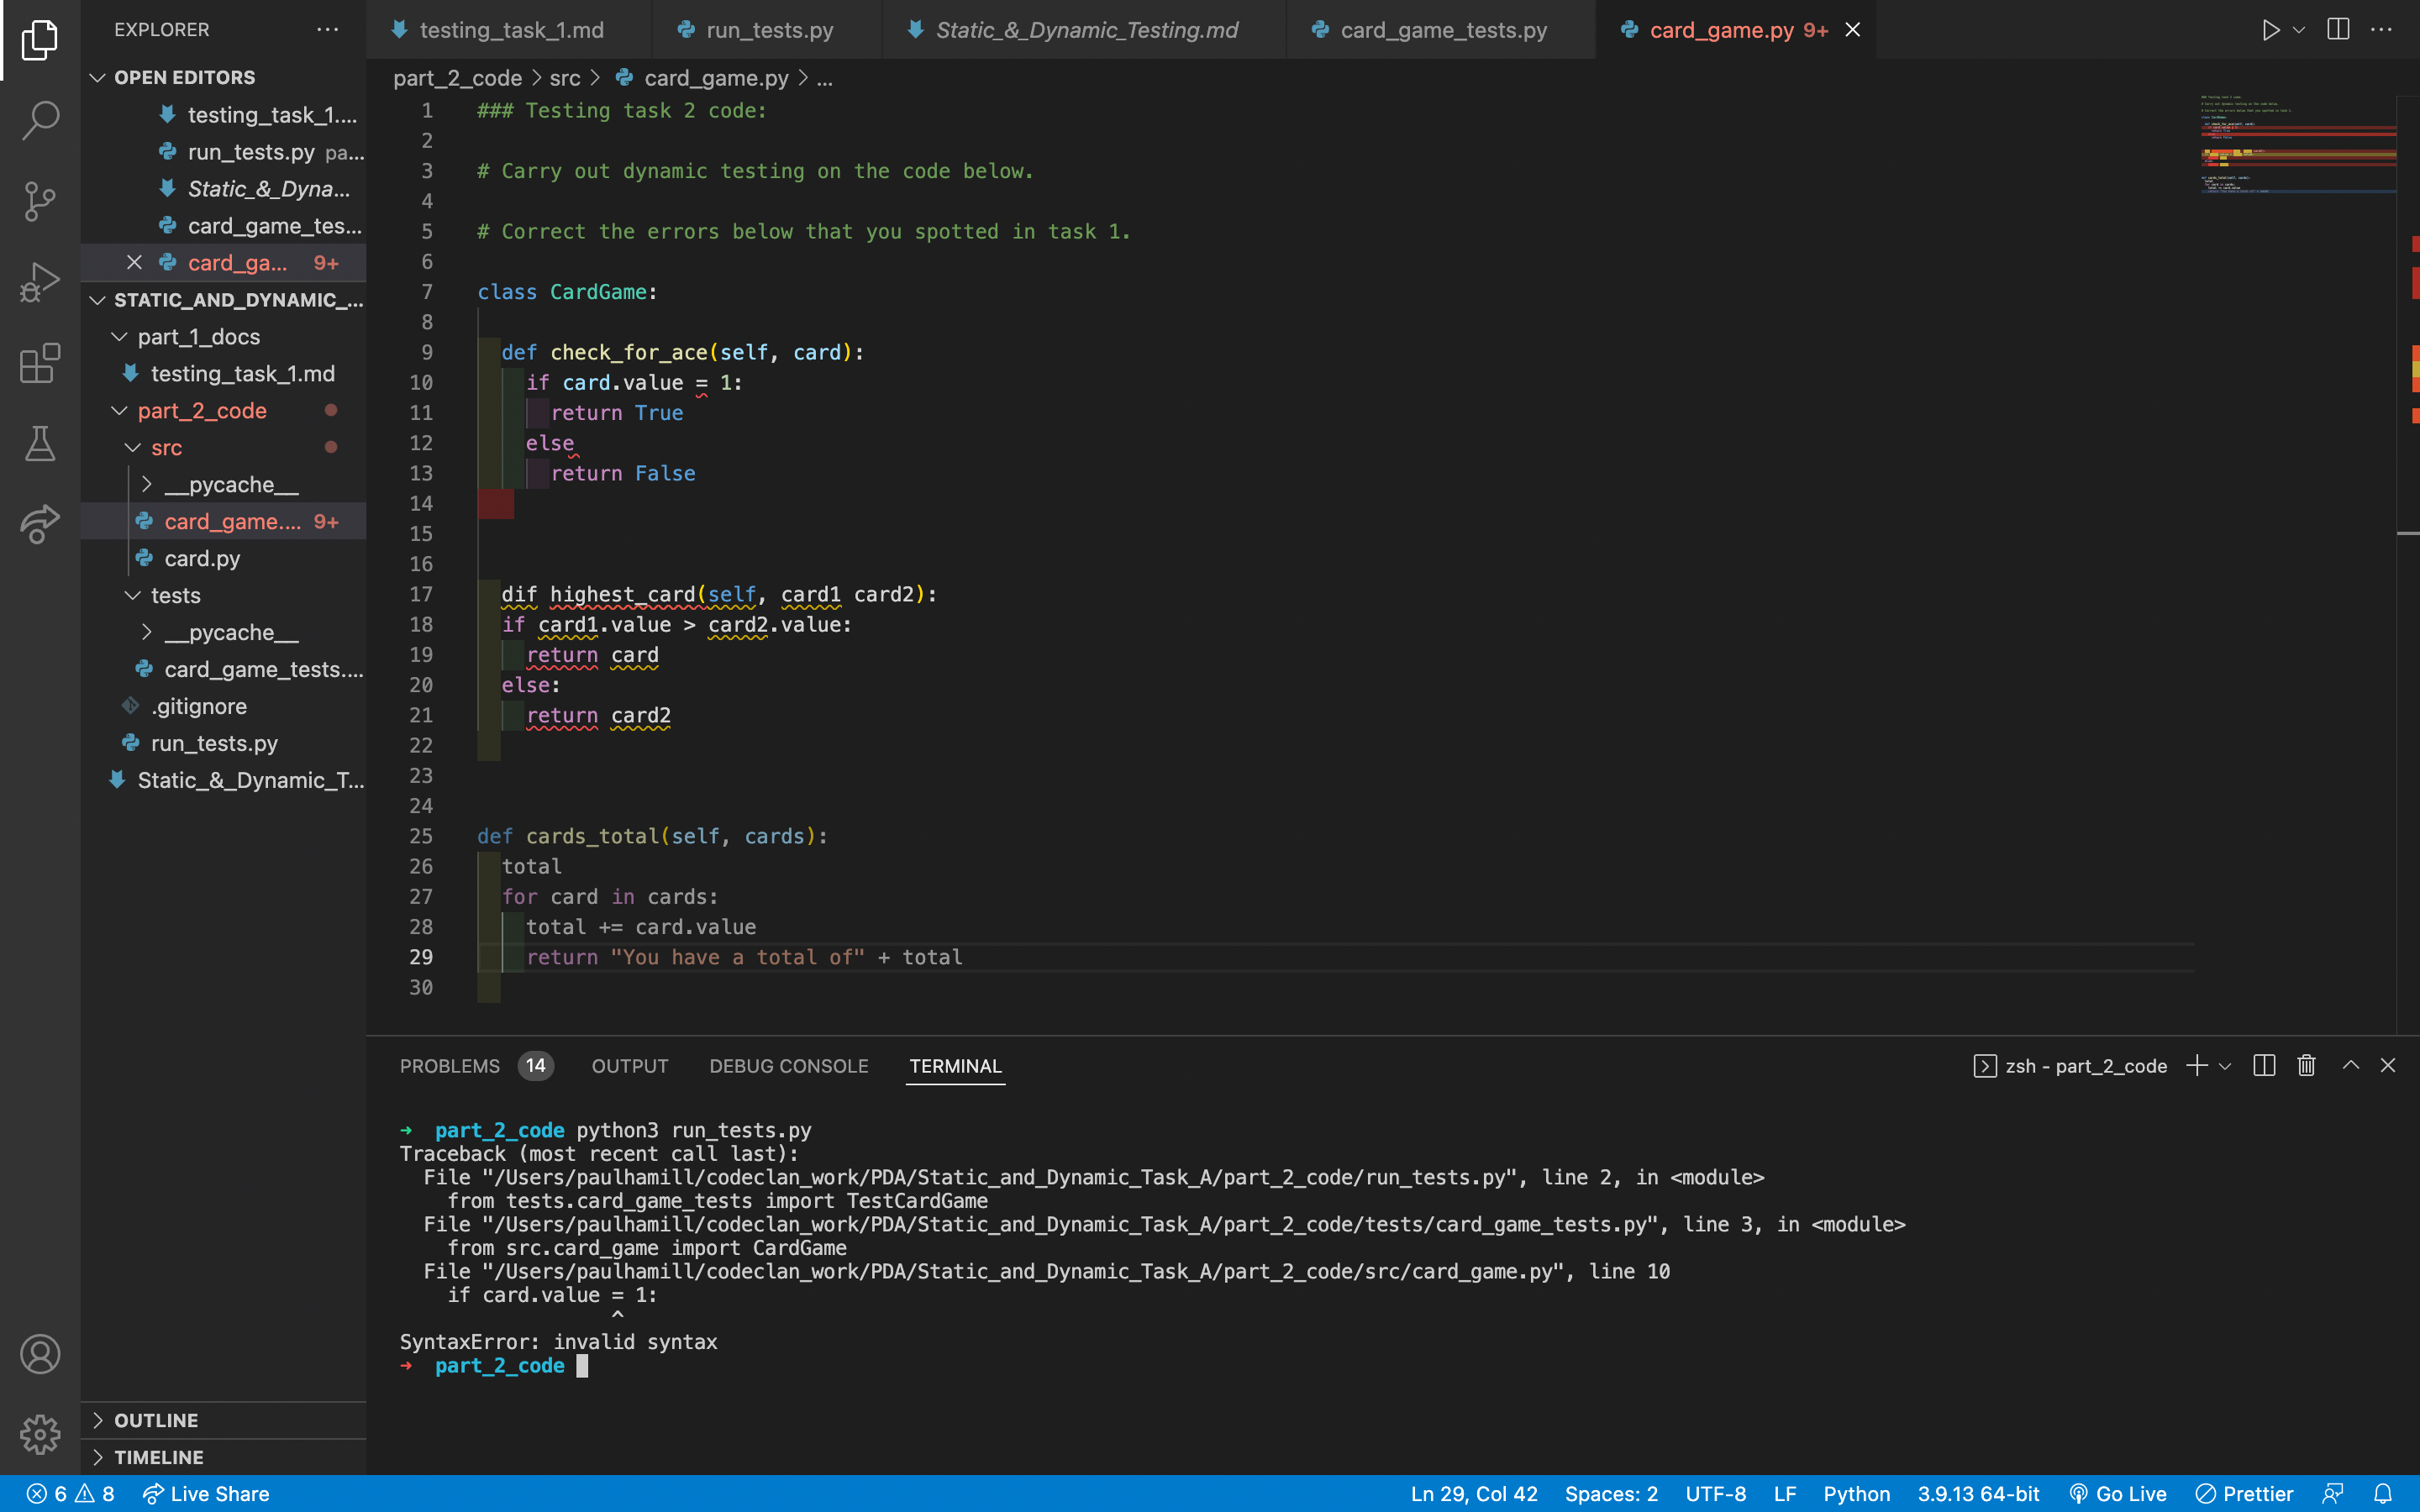 EXPLORER
OPEN EDITORS
testing_task_1....
run_tests.py pa...
Static_&_Dyna...
card_game_tes...
card_ga... 9+
STATIC_AND_DYNAMIC_...
part_1_docs
testing_task_1.md
part_2_code
src
__pycache__
card_game.... 9+
card.py
tests
__pycache__
card_game_tests....
.gitignore
run_tests.py
Static_&_Dynamic_T...
OUTLINE
TIMELINE
testing_task_1.md run_tests.py Static_&_Dynamic_Testing.md card_game_tests.py card_game.py 9+
part_2_code > src > card_game.py > ...
1 ### Testing task 2 code:
2
3 # Carry out dynamic testing on the code below.
4
5 # Correct the errors below that you spotted in task 1.
6
7 class CardGame:
8
9 def check_for_ace(self, card):
10 if card.value = 1:
11 return True
12 else
13 return False
14
15
16
17 dif highest_card(self, card1 card2):
18 if card1.value > card2.value:
19 return card
20 else:
21 return card2
22
23
24
25 def cards_total(self, cards):
26 total
27 for card in cards:
28 total += card.value
29 return "You have a total of" + total
30
PROBLEMS 14 OUTPUT DEBUG CONSOLE TERMINAL
zsh - part_2_code
➜ part_2_code python3 run_tests.py
Traceback (most recent call last):
File "/Users/paulhamill/codeclan_work/PDA/Static_and_Dynamic_Task_A/part_2_code/run_tests.py", line 2, in <module>
from tests.card_game_tests import TestCardGame
File "/Users/paulhamill/codeclan_work/PDA/Static_and_Dynamic_Task_A/part_2_code/tests/card_game_tests.py", line 3, in <module>
from src.card_game import CardGame
File "/Users/paulhamill/codeclan_work/PDA/Static_and_Dynamic_Task_A/part_2_code/src/card_game.py", line 10
if card.value = 1:
^
SyntaxError: invalid syntax
➜ part_2_code
6 8 Live Share
Ln 29, Col 42 Spaces: 2 UTF-8 LF Python 3.9.13 64-bit Go Live Prettier